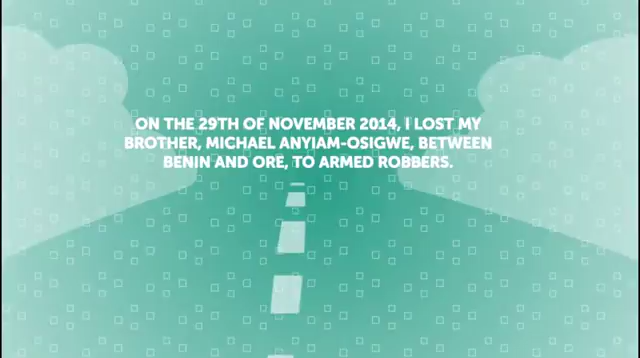 ON THE 29TH OF NOVEMBER 2014, I LOST MY
BROTHER, MICHAEL ANYIAM-OSIGWE, BETWEEN
BENIN AND ORE, TO ARMED ROBBERS.